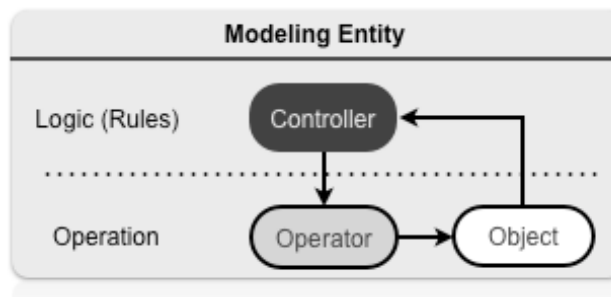 Modeling Entity
Logic (Rules)
Controller
Operation
Operator
Object